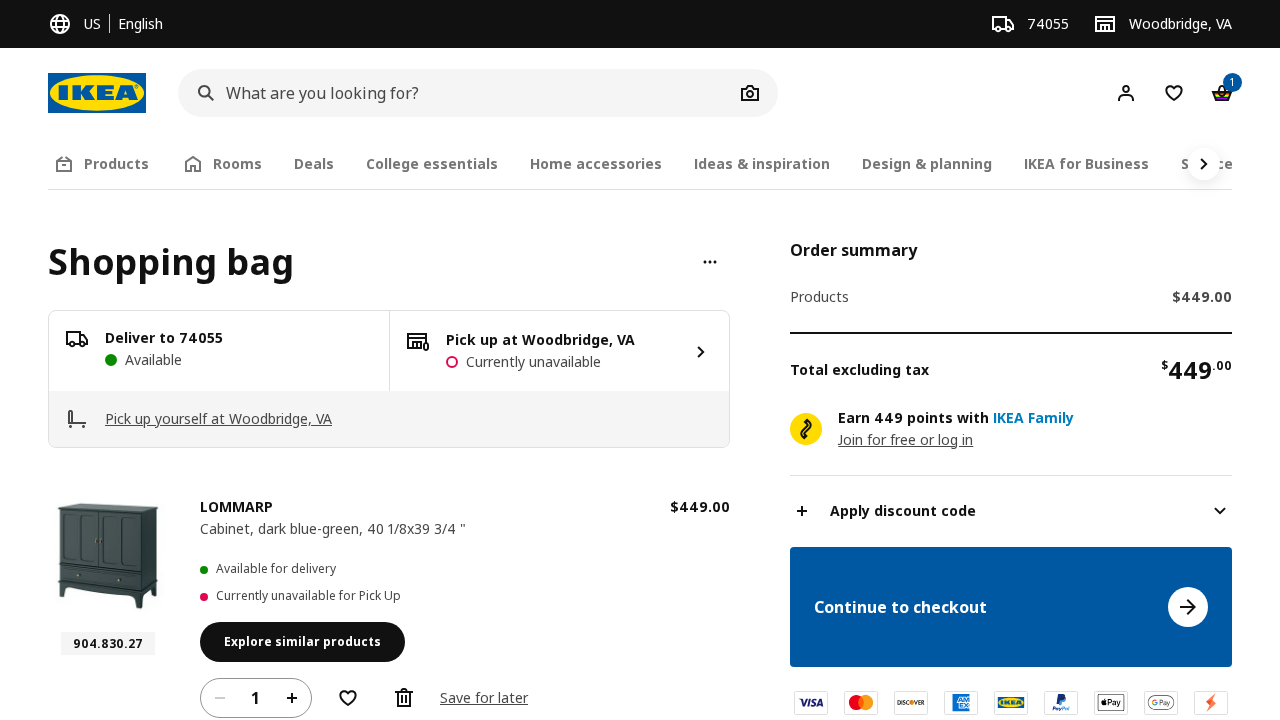 US
English
74055
Woodbridge, VA
IKEA
What are you looking for?
1
Products
Rooms
Deals
College essentials
Home accessories
Ideas & inspiration
Design & planning
IKEA for Business
Shopping bag
Deliver to 74055
Available
Pick up at Woodbridge, VA
Currently unavailable
Pick up yourself at Woodbridge, VA
LOMMARP
$449.00
Cabinet, dark blue-green, 40 1/8x39 3/4 "
Available for delivery
Currently unavailable for Pick Up
904.830.27
Explore similar products
1
Save for later
Order summary
Products
$449.00
Total excluding tax
$449.00
Earn 449 points with IKEA Family
Join for free or log in
Apply discount code
Continue to checkout
VISA
DISCOVER
AMEX
IKEA
PayPal
Pay
G Pay